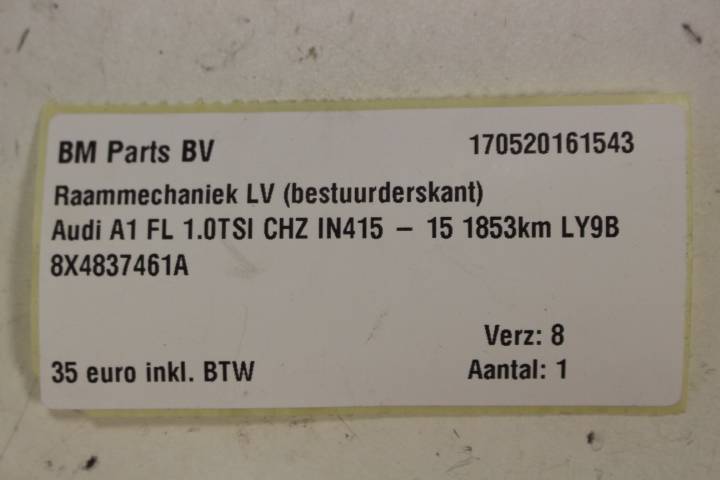 BM Parts BV 170520161543
Raammechaniek LV (bestuurderskant)
Audi A1 FL 1.0TSI CHZ IN415 – 15 1853km LY9B
8X4837461A
Verz: 8
35 euro inkl. BTW Aantal: 1